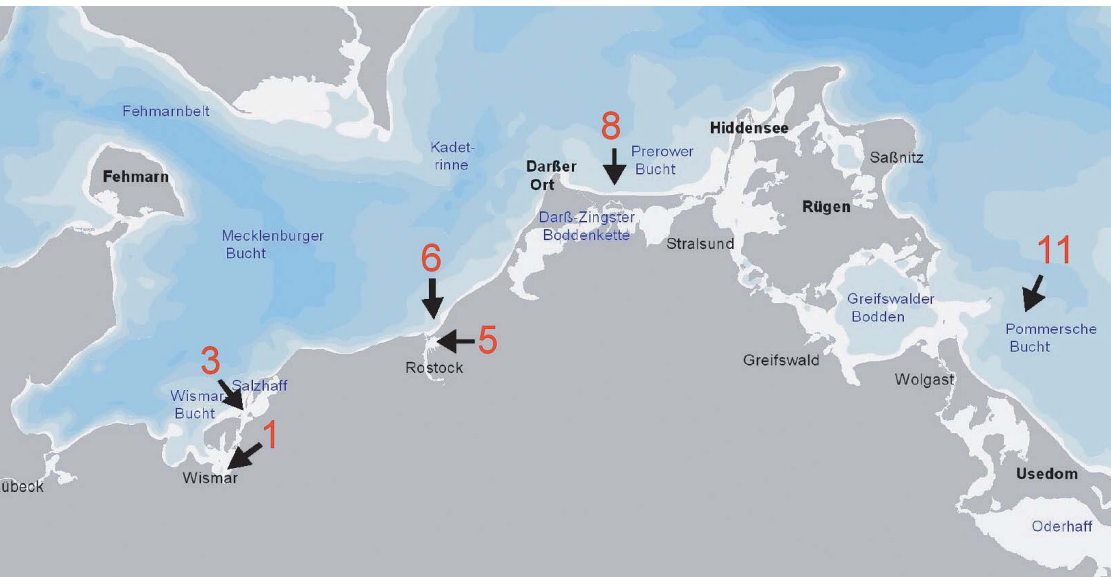 Fehmarnbelt
Fehmarn
Mecklenburger
Bucht
Kadet-
rinne
Darßer
Ort
8
Prerower
Bucht
Hiddensee
Saßnitz
Rügen
Darß-Zingster
Boddenkette
Stralsund
6
5
Rostock
11
Pommersche
Bucht
Greifswalder
Bodden
Greifswald
Wolgast
3
Salzhaff
Wismar
Bucht
1
Wismar
übeck
Usedom
Oderhaff